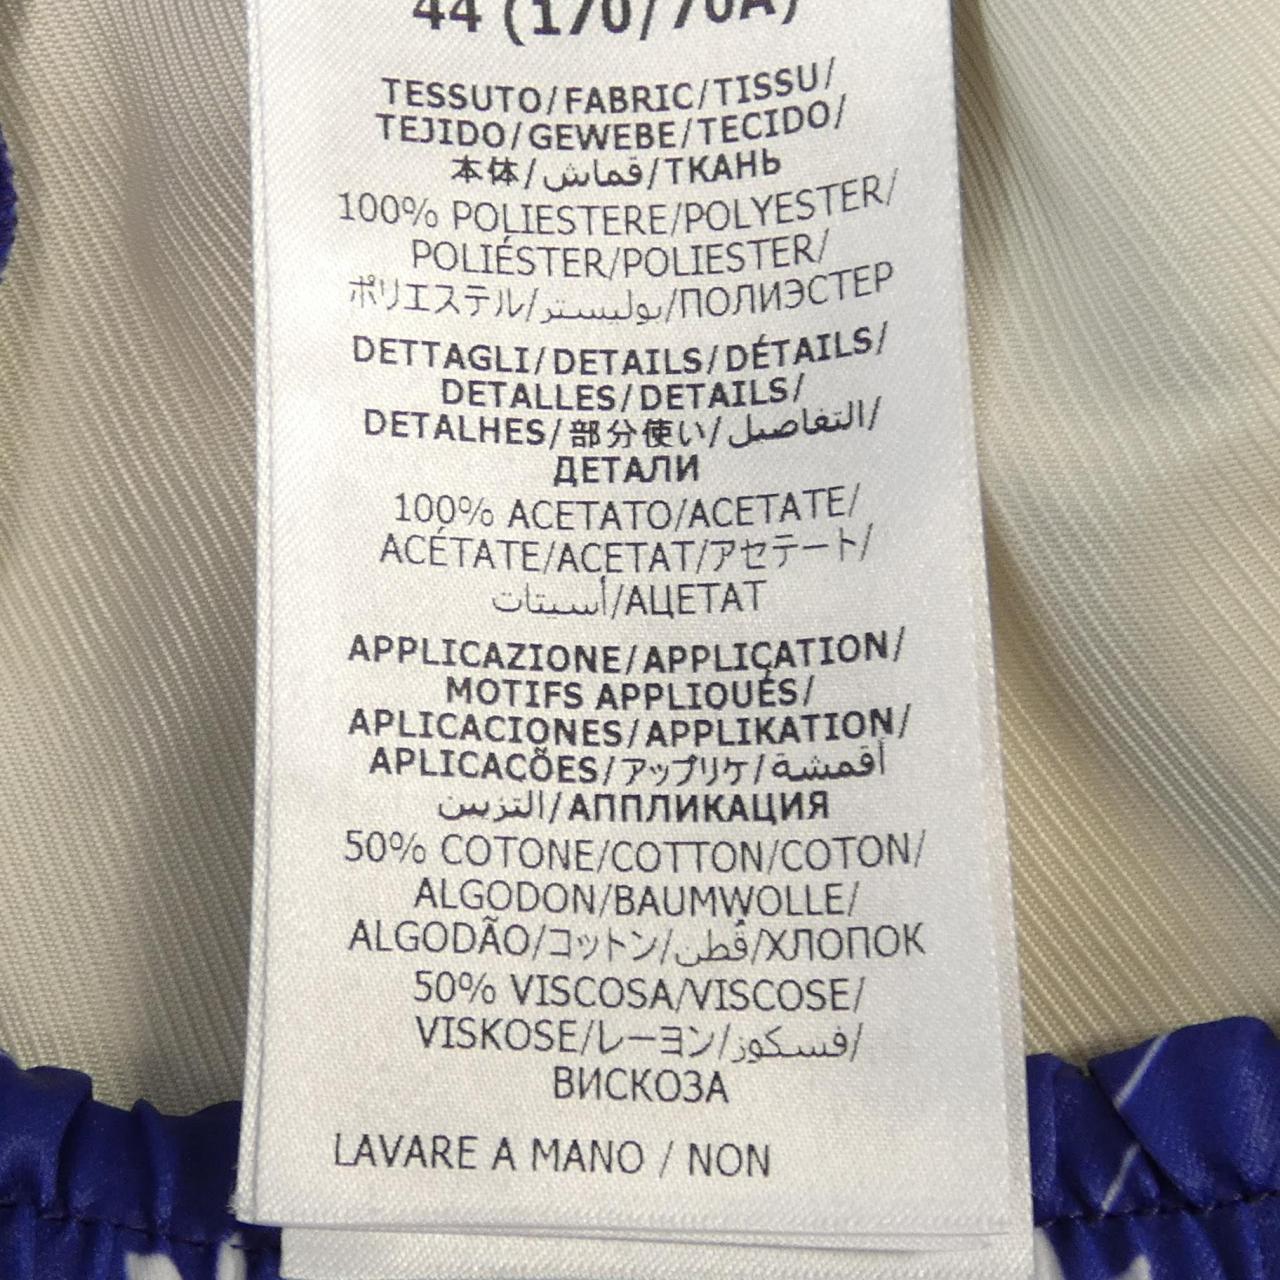 44 (170/70A)
TESSUTO/FABRIC/TISSU/
TEJIDO/GEWEBE/TECIDO/
本体/قماش/ТКАНЬ
100% POLIESTERE/POLYESTER/
POLIÉSTER/POLIESTER/
ポリエステル/بوليستر/ПОЛИЭСТЕР
DETTAGLI/DETAILS/DÉTAILS/
DETALLES/DETAILS/
DETALHES/部分使い/التفاصيل/
ДЕТАЛИ
100% ACETATO/ACETATE/
ACÉTATE/ACETAT/アセテート/
أسيتات/АЦЕТАТ
APPLICAZIONE/APPLICATION/
MOTIFS APPLIQUÉS/
APLICACIONES/APPLIKATION/
APLICACÕES/アップリケ/أقمشة
التزيين/АППЛИКАЦИЯ
50% COTONE/COTTON/COTON/
ALGODON/BAUMWOLLE/
ALGODÃO/コットン/قُطن/ХЛОПОК
50% VISCOSA/VISCOSE/
VISKOSE/レーヨン/فسكوز/
ВИСКОЗА
LAVARE A MANO / NON